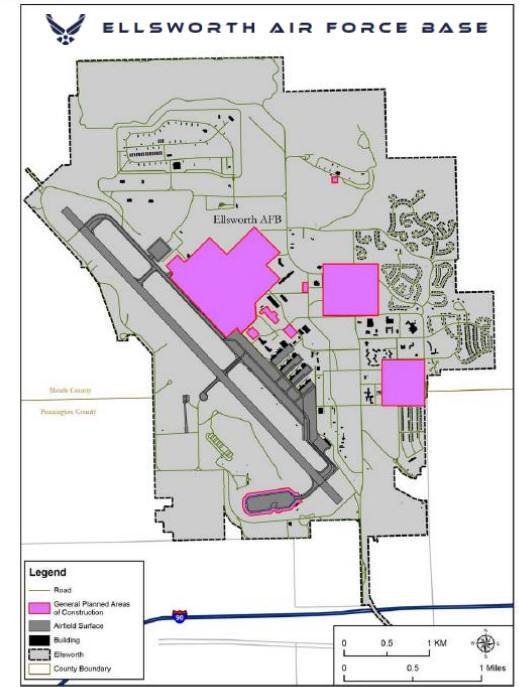 ELLSWORTH AIR FORCE BASE
Ellsworth AFB
Meade County
Pennington County
Legend
Road
General Planned Areas
of Construction
Airfield Surface
Building
Ellsworth
County Boundary
90
0 0.5 1 KM
0 0.5 1 Miles
N
W E
S